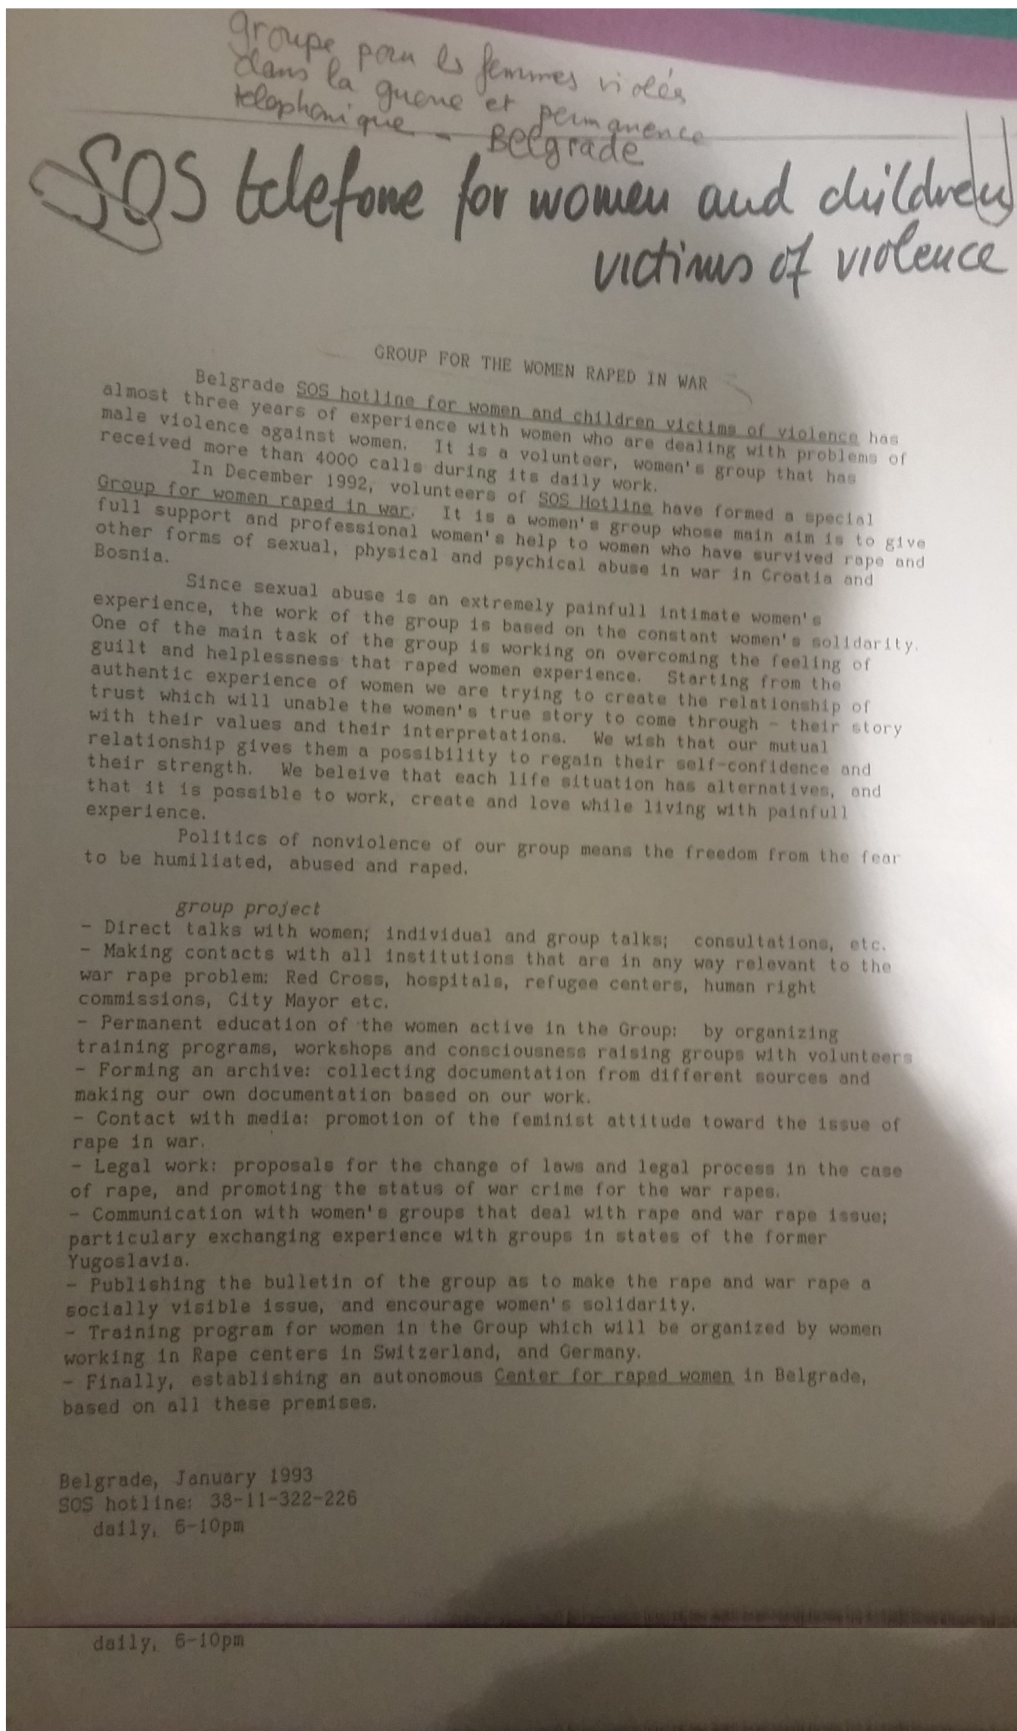 groupe pour les femmes violés
dans la guerre et permanence
telephonique - Belgrade
SOS telefone for women and children
victims of violence
GROUP FOR THE WOMEN RAPED IN WAR
Belgrade SOS hotline for women and children victims of violence has
almost three years of experience with women who are dealing with problems of
male violence against women. It is a volunteer, women's group that has
received more than 4000 calls during its daily work.
In December 1992, volunteers of SOS Hotline have formed a special
Group for women raped in war. It is a women's group whose main aim is to give
full support and professional women's help to women who have survived rape and
other forms of sexual, physical and psychical abuse in war in Croatia and
Bosnia.
Since sexual abuse is an extremely painfull intimate women's
experience, the work of the group is based on the constant women's solidarity.
One of the main task of the group is working on overcoming the feeling of
guilt and helplessness that raped women experience. Starting from the
authentic experience of women we are trying to create the relationship of
trust which will unable the women's true story to come through - their story
with their values and their interpretations. We wish that our mutual
relationship gives them a possibility to regain their self-confidence and
their strength. We beleive that each life situation has alternatives, and
that it is possible to work, create and love while living with painfull
experience.
Politics of nonviolence of our group means the freedom from the fear
to be humiliated, abused and raped.
group project
- Direct talks with women; individual and group talks; consultations, etc.
- Making contacts with all institutions that are in any way relevant to the
war rape problem: Red Cross, hospitals, refugee centers, human right
commissions, City Mayor etc.
- Permanent education of the women active in the Group: by organizing
training programs, workshops and consciousness raising groups with volunteers
- Forming an archive: collecting documentation from different sources and
making our own documentation based on our work.
- Contact with media: promotion of the feminist attitude toward the issue of
rape in war.
- Legal work: proposals for the change of laws and legal process in the case
of rape, and promoting the status of war crime for the war rapes.
- Communication with women's groups that deal with rape and war rape issue;
particulary exchanging experience with groups in states of the former
Yugoslavia.
- Publishing the bulletin of the group as to make the rape and war rape a
socially visible issue, and encourage women's solidarity.
- Training program for women in the Group which will be organized by women
working in Rape centers in Switzerland, and Germany.
- Finally, establishing an autonomous Center for raped women in Belgrade,
based on all these premises.
Belgrade, January 1993
SOS hotline: 38-11-322-226
daily, 6-10pm
daily, 6-10pm